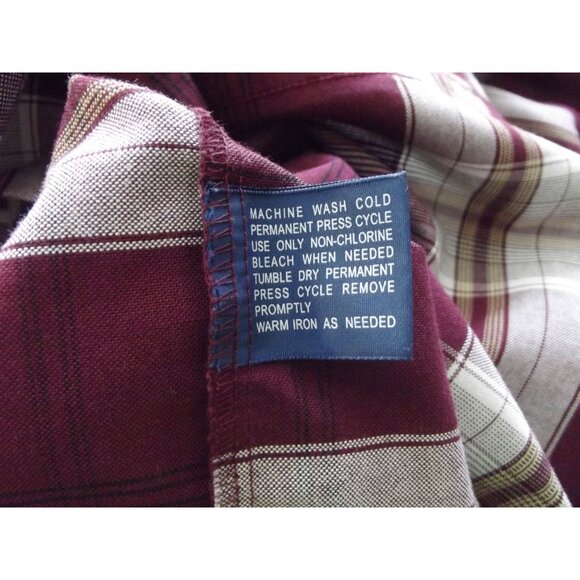 MACHINE WASH COLD
PERMANENT PRESS CYCLE
USE ONLY NON-CHLORINE
BLEACH WHEN NEEDED
TUMBLE DRY PERMANENT
PRESS CYCLE REMOVE
PROMPTLY
WARM IRON AS NEEDED